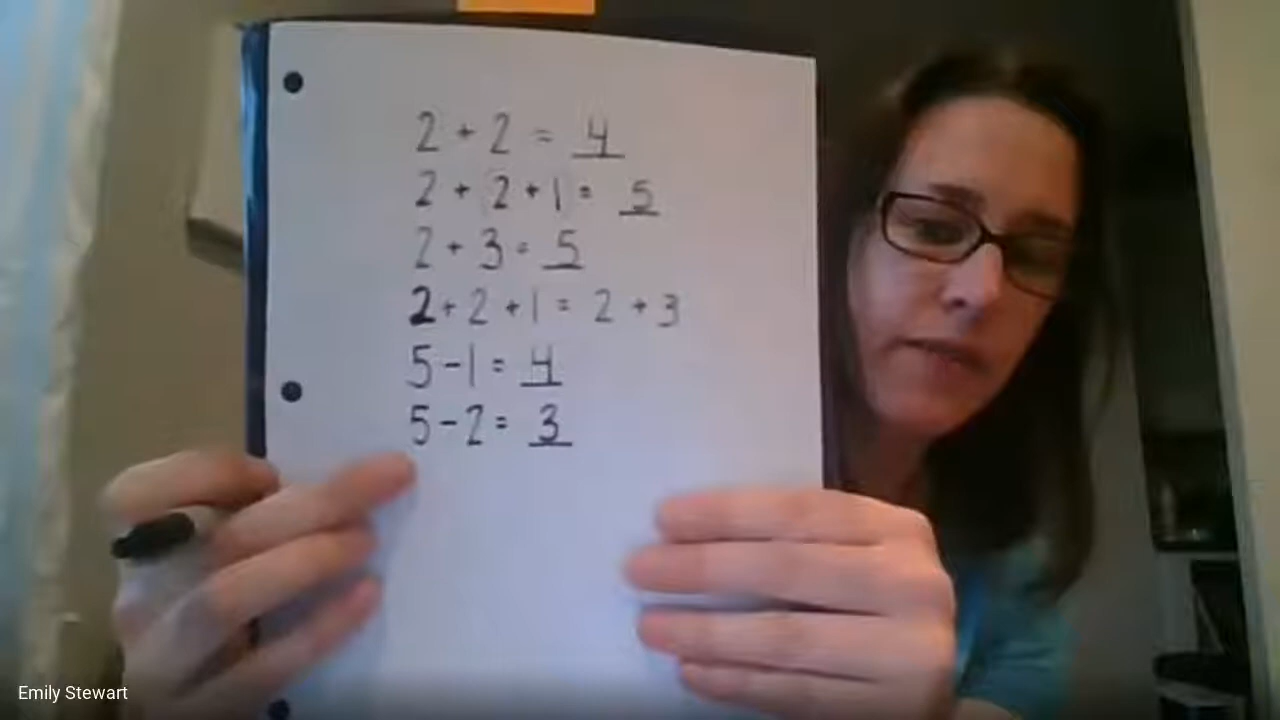 2 + 2 = 4
2 + 2 + 1 = 5
2 + 3 = 5
2 + 2 + 1 = 2 + 3
5 - 1 = 4
5 - 2 = 3
Emily Stewart